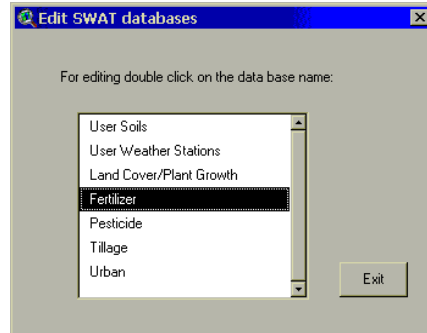 Edit SWAT databases
For editing double click on the data base name:
User Soils
User Weather Stations
Land Cover/Plant Growth
Fertilizer
Pesticide
Tillage
Urban
Exit